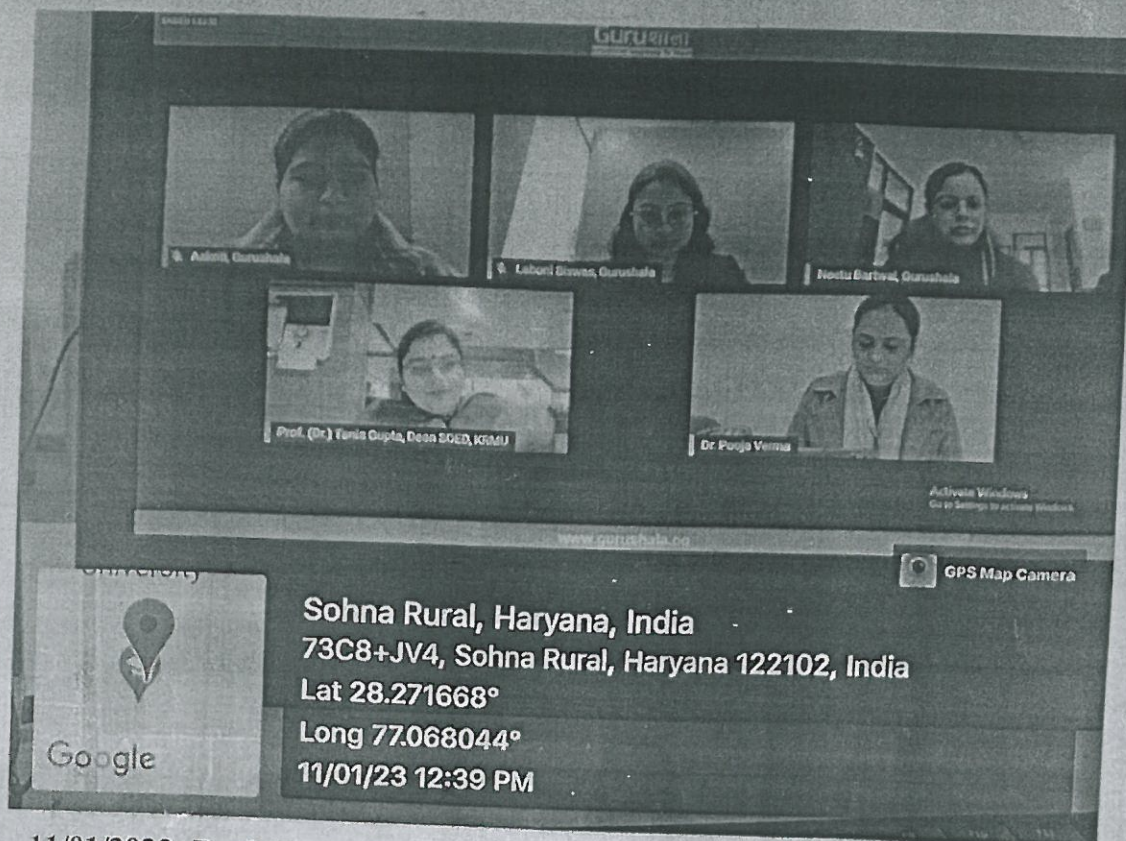 Guruशाला
Gurushala
Laboni Biswas, Gurushala
Neetu Bartwal, Gurushala
Prof. (Dr.) Tania Gupta, Dean SOED, KRMU
Dr. Pooja Verma
Activate Windows
Go to Settings to activate Windows.
www.gurushala.co
GPS Map Camera
University
Google
Sohna Rural, Haryana, India
73C8+JV4, Sohna Rural, Haryana 122102, India
Lat 28.271668°
Long 77.068044°
11/01/23 12:39 PM